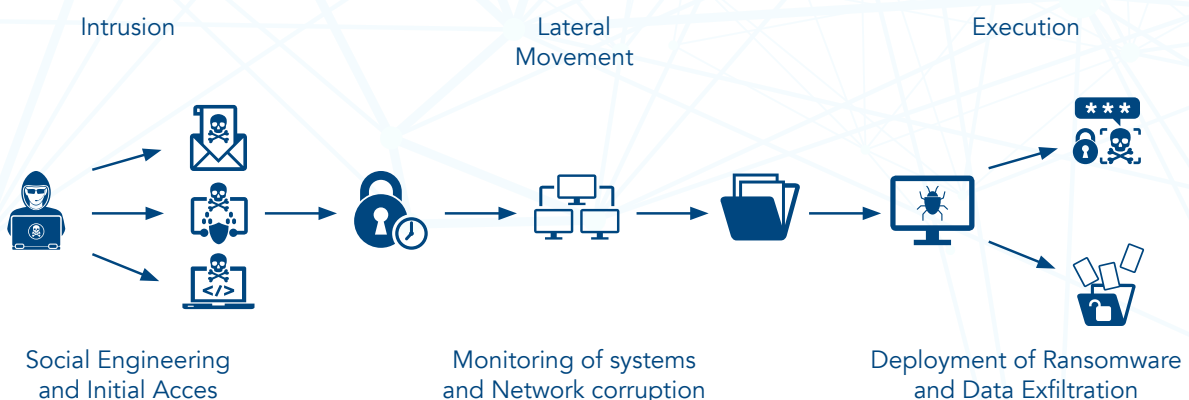 Intrusion
Lateral
Movement
Execution
***
</>
Social Engineering
and Initial Acces
Monitoring of systems
and Network corruption
Deployment of Ransomware
and Data Exfiltration